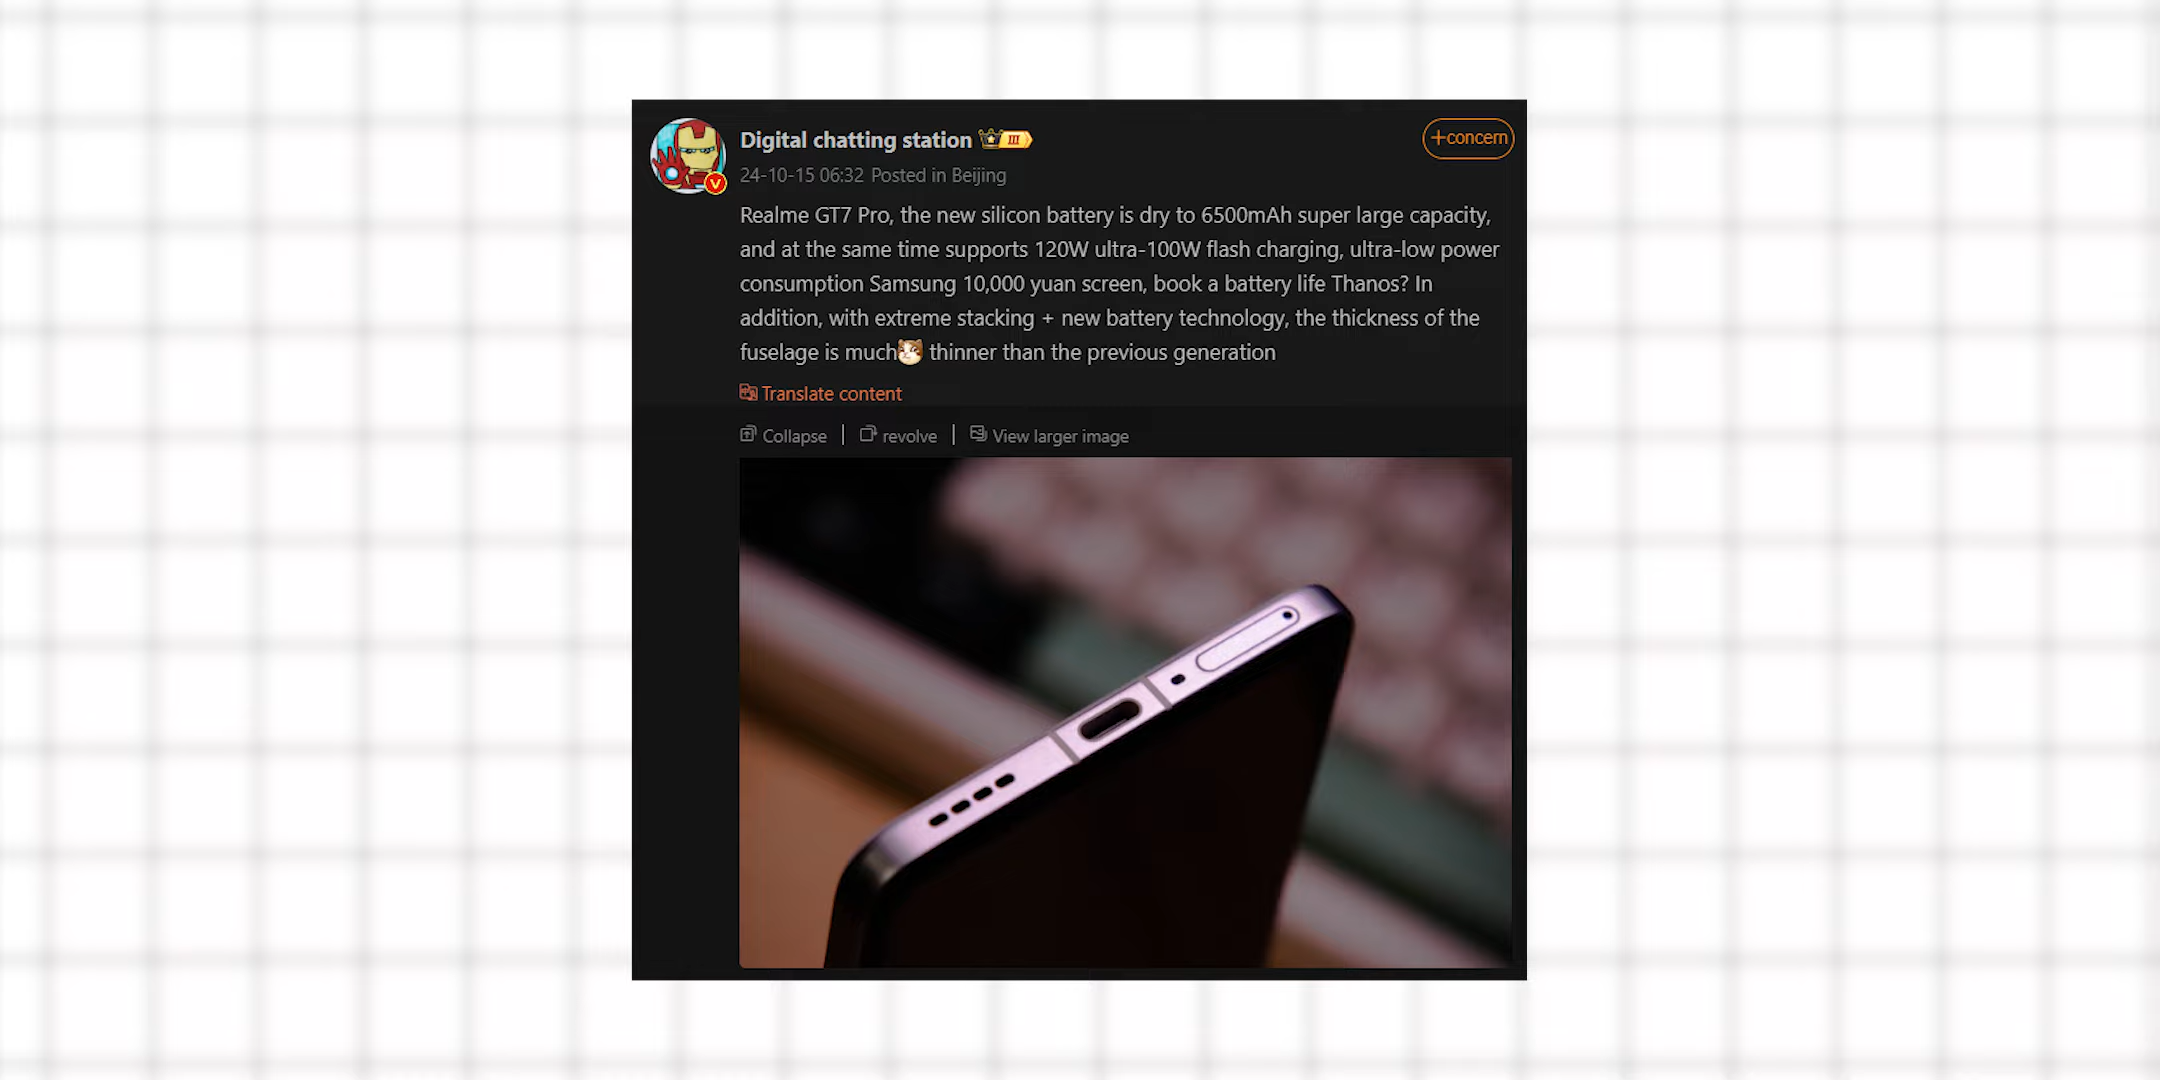 Digital chatting station III
+concern
24-10-15 06:32 Posted in Beijing
Realme GT7 Pro, the new silicon battery is dry to 6500mAh super large capacity,
and at the same time supports 120W ultra-100W flash charging, ultra-low power
consumption Samsung 10,000 yuan screen, book a battery life Thanos? In
addition, with extreme stacking + new battery technology, the thickness of the
fuselage is much thinner than the previous generation
Translate content
Collapse | revolve | View larger image